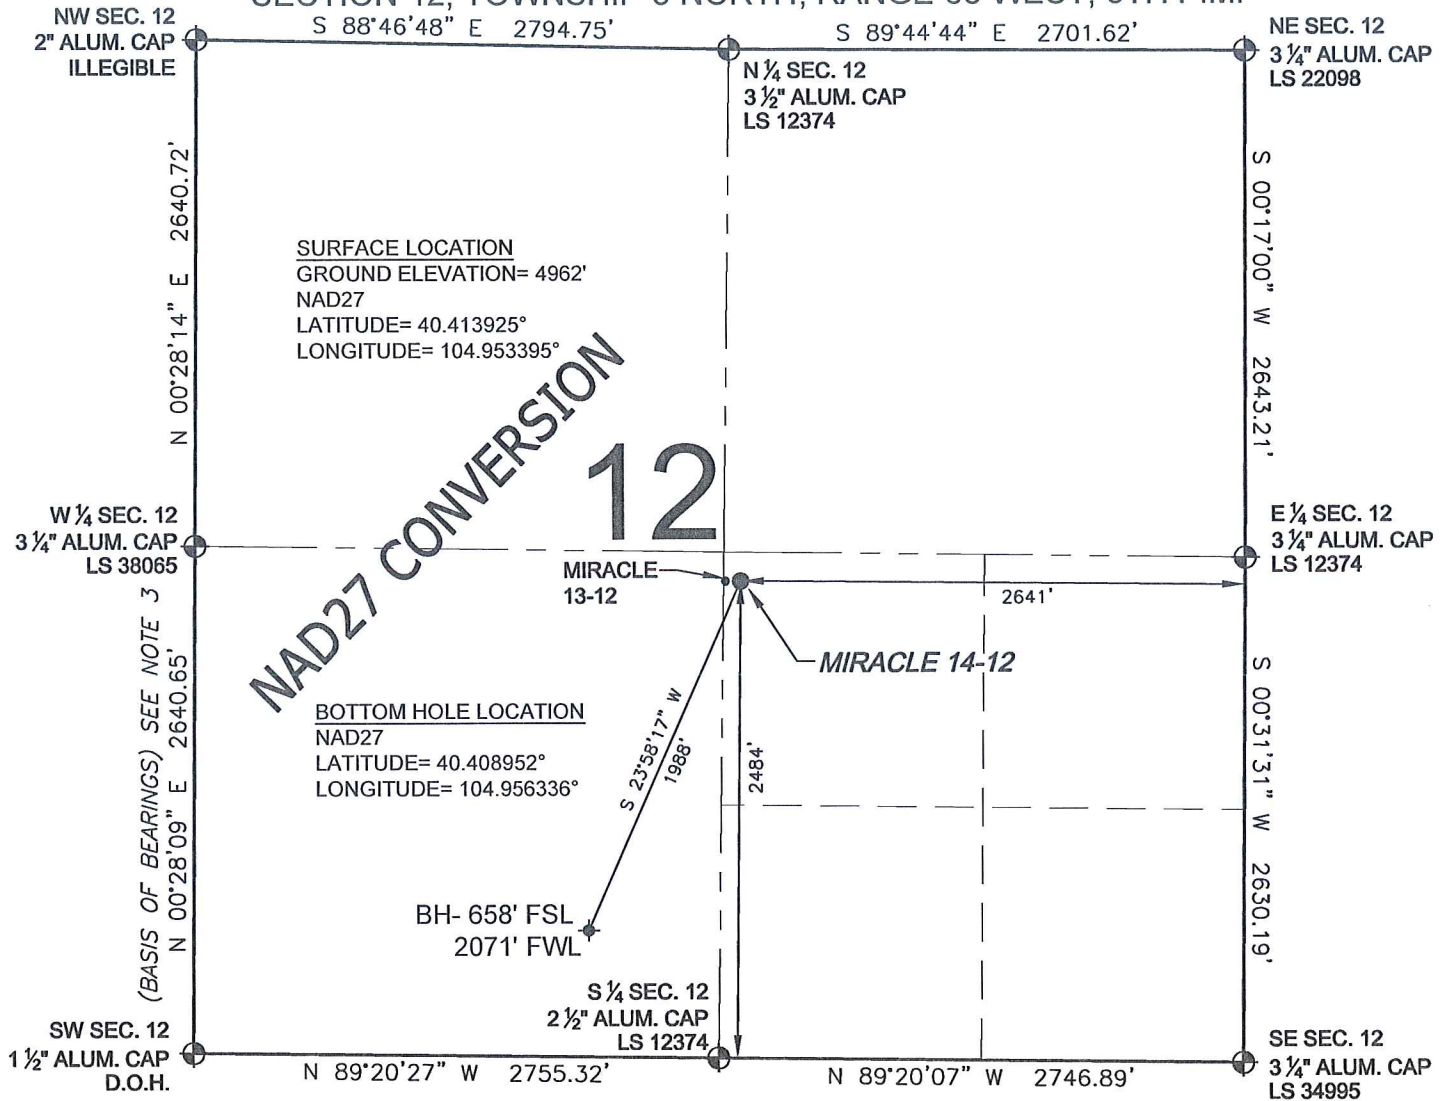 NW SEC. 12
2" ALUM. CAP
ILLEGIBLE
S 88°46'48" E 2794.75'
S 89°44'44" E 2701.62'
NE SEC. 12
3 ¼" ALUM. CAP
LS 22098
N ¼ SEC. 12
3 ½" ALUM. CAP
LS 12374
N 00°28'14" E 2640.72'
S 00°17'00" W 2643.21'
SURFACE LOCATION
GROUND ELEVATION= 4962'
NAD27
LATITUDE= 40.413925°
LONGITUDE= 104.953395°
NAD27 CONVERSION
12
W ¼ SEC. 12
3 ¼" ALUM. CAP
LS 38065
E ¼ SEC. 12
3 ¼" ALUM. CAP
LS 12374
MIRACLE
13-12
2641'
MIRACLE 14-12
(BASIS OF BEARINGS) SEE NOTE 3
N 00°28'09" E 2640.65'
BOTTOM HOLE LOCATION
NAD27
LATITUDE= 40.408952°
LONGITUDE= 104.956336°
S 23°58'17" W
1988'
2484'
S 00°31'31" W 2630.19'
BH- 658' FSL
2071' FWL
S ¼ SEC. 12
2 ½" ALUM. CAP
LS 12374
SW SEC. 12
1 ½" ALUM. CAP
D.O.H.
N 89°20'27" W 2755.32'
N 89°20'07" W 2746.89'
SE SEC. 12
3 ¼" ALUM. CAP
LS 34995